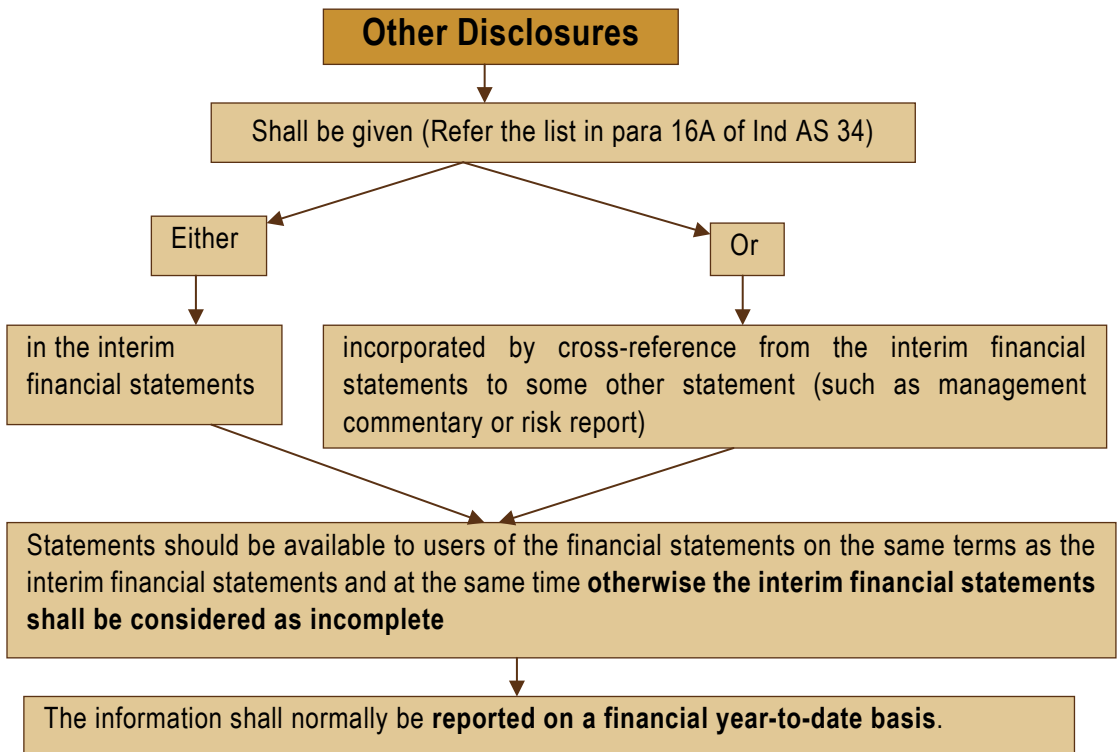 Other Disclosures
Shall be given (Refer the list in para 16A of Ind AS 34)
Either
Or
in the interim
financial statements
incorporated by cross-reference from the interim financial
statements to some other statement (such as management
commentary or risk report)
Statements should be available to users of the financial statements on the same terms as the
interim financial statements and at the same time otherwise the interim financial statements
shall be considered as incomplete
The information shall normally be reported on a financial year-to-date basis.